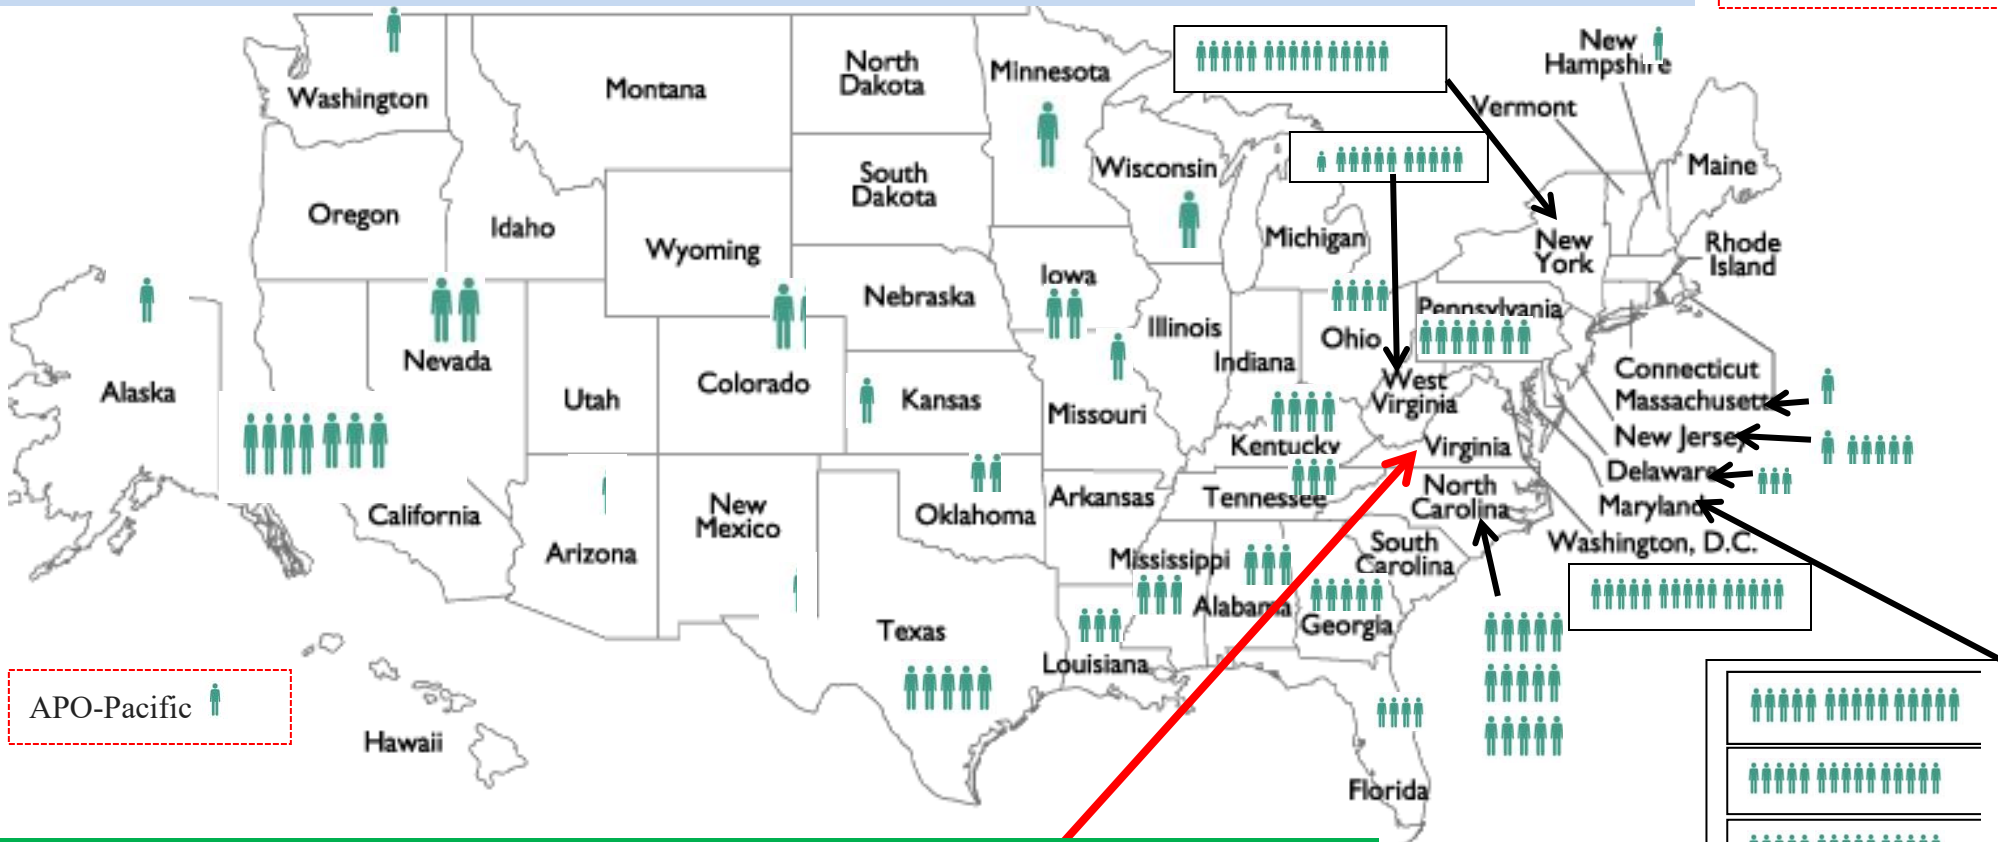 New
Hampshire
North
Dakota
Minnesota
Montana
Washington
Vermont
Wisconsin
Maine
South
Dakota
Oregon
Idaho
Wyoming
Michigan
New
York
Rhode
Island
Iowa
Nebraska
Pennsylvania
Illinois
Ohio
Nevada
Indiana
Connecticut
Colorado
West
Virginia
Alaska
Utah
Kansas
Missouri
Massachusett
New Jersey
Kentucky
Virginia
Delaware
Tennessee
North
Carolina
Arkansas
New
Mexico
Maryland
California
Oklahoma
Arizona
Mississippi
South
Carolina
Washington, D.C.
Alabama
Georgia
Texas
Louisiana
APO-Pacific
Hawaii
Florida